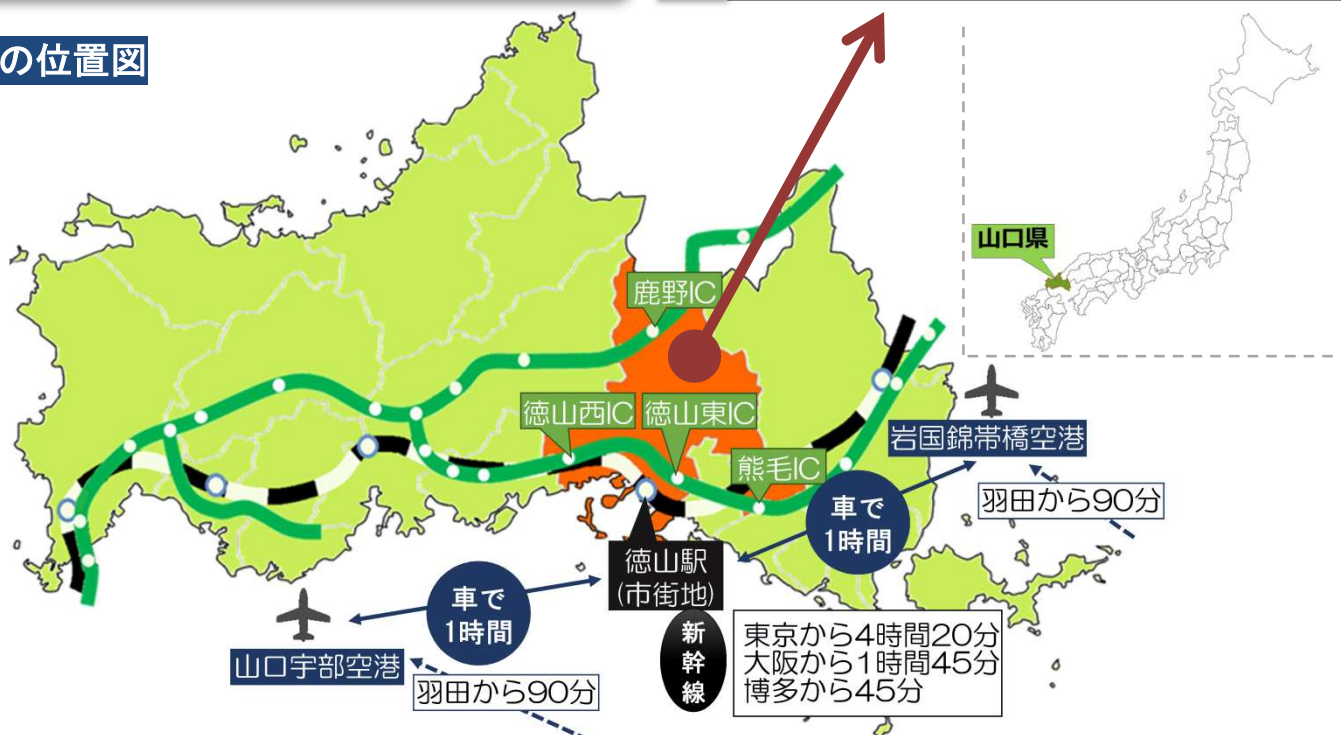 の位置図
山口県
鹿野IC
徳山西IC
徳山東IC
熊毛IC
岩国錦帯橋空港
羽田から90分
車で
1時間
徳山駅
(市街地)
車で
1時間
山口宇部空港
羽田から90分
新幹線
東京から4時間20分
大阪から1時間45分
博多から45分